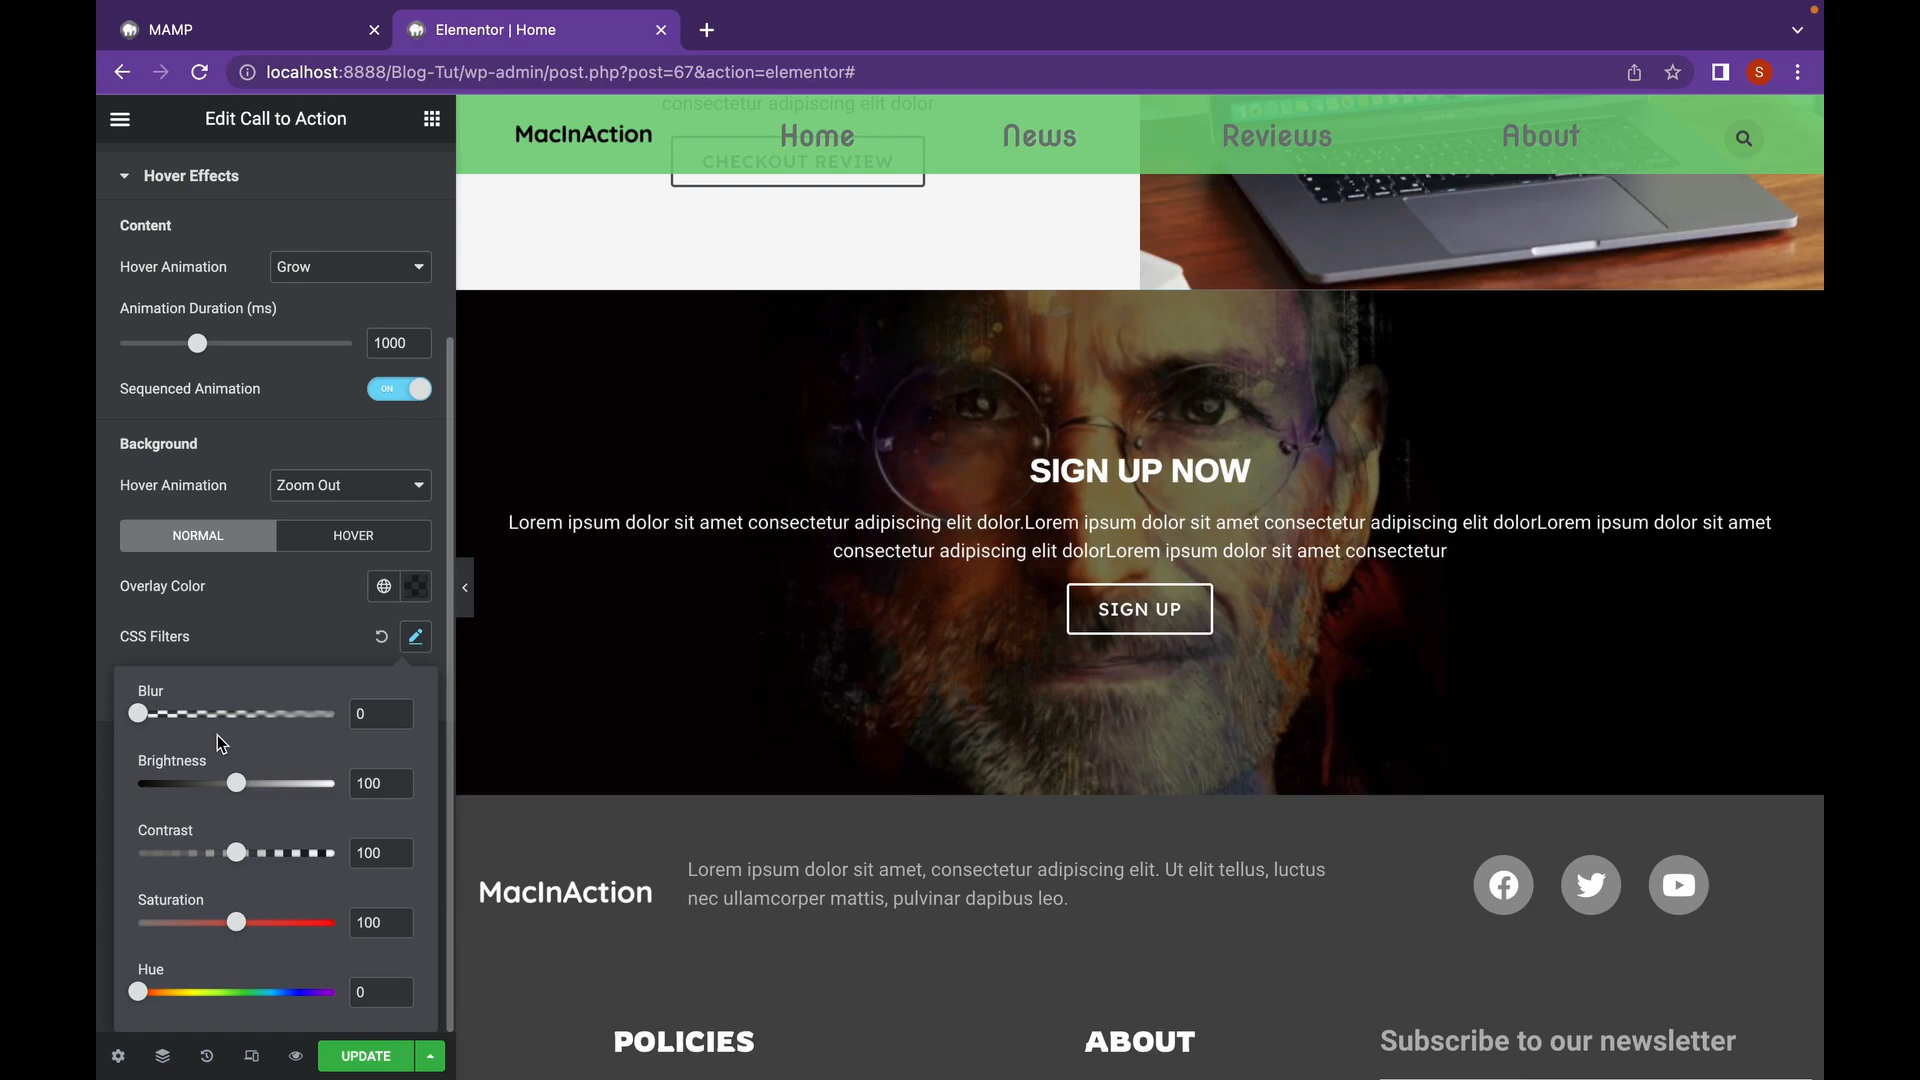 MAMP
Elementor | Home
localhost:8888/Blog-Tut/wp-admin/post.php?post=67&action=elementor#
S
Edit Call to Action
Hover Effects
Content
Hover Animation
Grow
Animation Duration (ms)
1000
Sequenced Animation
ON
Background
Hover Animation
Zoom Out
NORMAL
HOVER
Overlay Color
CSS Filters
Blur
0
Brightness
100
Contrast
100
Saturation
100
Hue
0
UPDATE
consectetur adipiscing elit dolor
MacInAction
Home
News
Reviews
About
CHECKOUT REVIEW
SIGN UP NOW
Lorem ipsum dolor sit amet consectetur adipiscing elit dolor.Lorem ipsum dolor sit amet consectetur adipiscing elit dolorLorem ipsum dolor sit amet
consectetur adipiscing elit dolorLorem ipsum dolor sit amet consectetur
SIGN UP
MacInAction
Lorem ipsum dolor sit amet, consectetur adipiscing elit. Ut elit tellus, luctus
nec ullamcorper mattis, pulvinar dapibus leo.
POLICIES
ABOUT
Subscribe to our newsletter